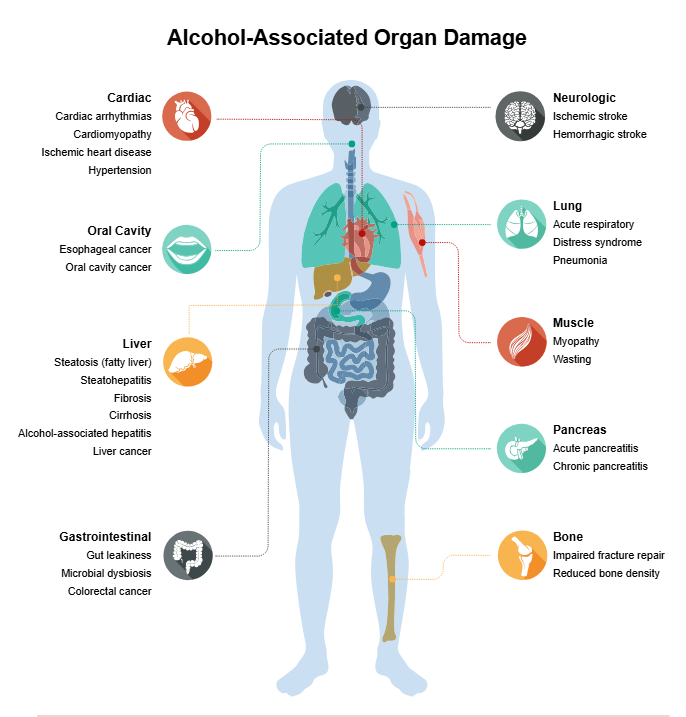 Alcohol-Associated Organ Damage
Cardiac
Cardiac arrhythmias
Cardiomyopathy
Ischemic heart disease
Hypertension
Oral Cavity
Esophageal cancer
Oral cavity cancer
Liver
Steatosis (fatty liver)
Steatohepatitis
Fibrosis
Cirrhosis
Alcohol-associated hepatitis
Liver cancer
Gastrointestinal
Gut leakiness
Microbial dysbiosis
Colorectal cancer
Neurologic
Ischemic stroke
Hemorrhagic stroke
Lung
Acute respiratory
Distress syndrome
Pneumonia
Muscle
Myopathy
Wasting
Pancreas
Acute pancreatitis
Chronic pancreatitis
Bone
Impaired fracture repair
Reduced bone density